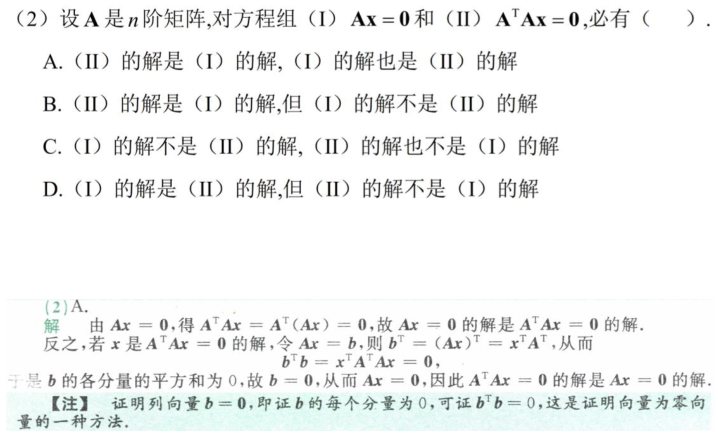 (2)设A是n阶矩阵,对方程组(I)Ax=0和(II)AᵀAx=0,必有( ).
A.(II)的解是(I)的解,(I)的解也是(II)的解
B.(II)的解是(I)的解,但(I)的解不是(II)的解
C.(I)的解不是(II)的解,(II)的解也不是(I)的解
D.(I)的解是(II)的解,但(II)的解不是(I)的解
(2)A.
解 由 Ax = 0,得 AᵀAx = Aᵀ(Ax) = 0,故 Ax = 0 的解是 AᵀAx = 0 的解.
反之,若 x 是 AᵀAx = 0 的解,令 Ax = b,则 bᵀ = (Ax)ᵀ = xᵀAᵀ,从而
bᵀb = xᵀAᵀAx = 0,
于是 b 的各分量的平方和为 0,故 b = 0,从而 Ax = 0,因此 AᵀAx = 0 的解是 Ax = 0 的解.
【注】 证明列向量 b = 0,即证 b 的每个分量为 0,可证 bᵀb = 0,这是证明向量为零向
量的一种方法.